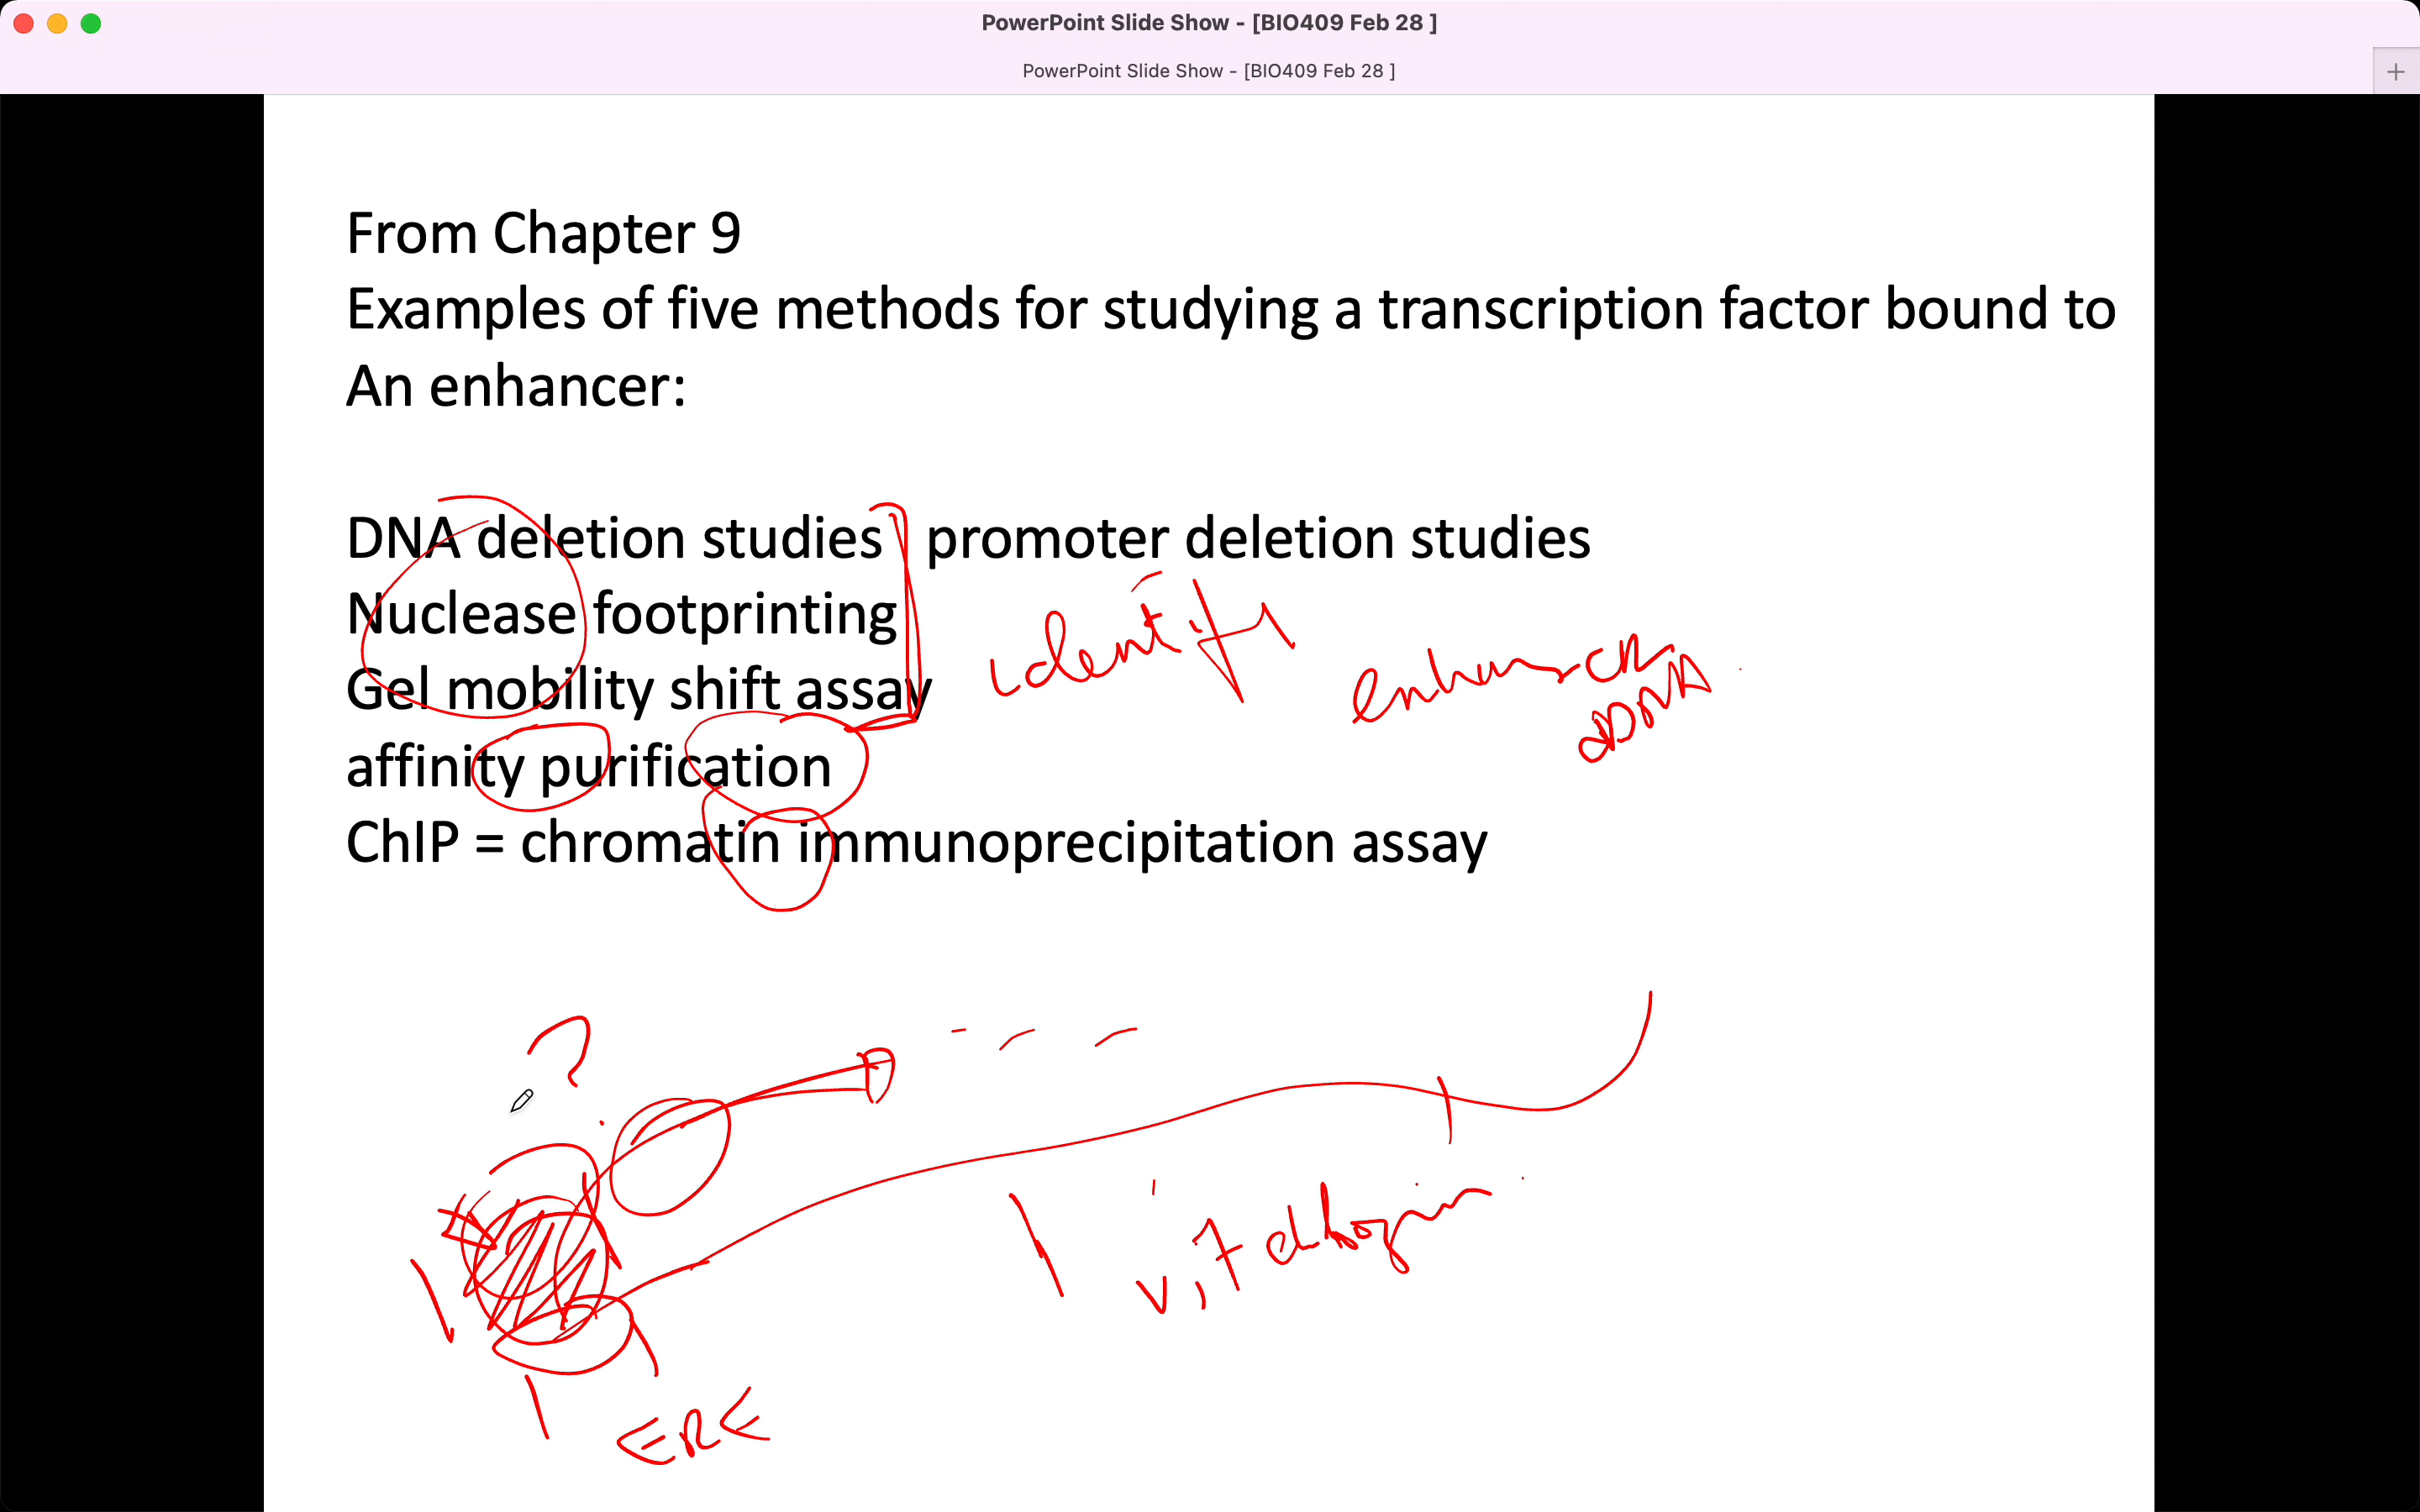 PowerPoint Slide Show - [BIO409 Feb 28 ]
PowerPoint Slide Show - [BIO409 Feb 28 ]
From Chapter 9
Examples of five methods for studying a transcription factor bound to
An enhancer:
DNA deletion studies promoter deletion studies
Nuclease footprinting
identify
Gel mobility shift assay
enhancer
DNA
affinity purification
ChIP = chromatin immunoprecipitation assay
?
ERE